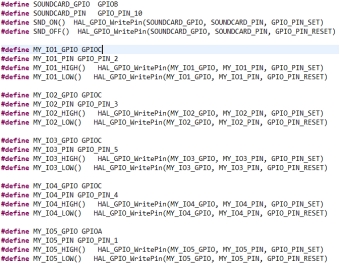 #define SOUNDCARD_GPIO GPIOB
#define SOUNDCARD_PIN GPIO_PIN_10
#define SND_ON() HAL_GPIO_WritePin(SOUNDCARD_GPIO, SOUNDCARD_PIN, GPIO_PIN_SET)
#define SND_OFF() HAL_GPIO_WritePin(SOUNDCARD_GPIO, SOUNDCARD_PIN, GPIO_PIN_RESET)
#define MY_IO1_GPIO GPIOC
#define MY_IO1_PIN GPIO_PIN_2
#define MY_IO1_HIGH() HAL_GPIO_WritePin(MY_IO1_GPIO, MY_IO1_PIN, GPIO_PIN_SET)
#define MY_IO1_LOW() HAL_GPIO_WritePin(MY_IO1_GPIO, MY_IO1_PIN, GPIO_PIN_RESET)
#define MY_IO2_GPIO GPIOC
#define MY_IO2_PIN GPIO_PIN_3
#define MY_IO2_HIGH() HAL_GPIO_WritePin(MY_IO2_GPIO, MY_IO2_PIN, GPIO_PIN_SET)
#define MY_IO2_LOW() HAL_GPIO_WritePin(MY_IO2_GPIO, MY_IO2_PIN, GPIO_PIN_RESET)
#define MY_IO3_GPIO GPIOC
#define MY_IO3_PIN GPIO_PIN_5
#define MY_IO3_HIGH() HAL_GPIO_WritePin(MY_IO3_GPIO, MY_IO3_PIN, GPIO_PIN_SET)
#define MY_IO3_LOW() HAL_GPIO_WritePin(MY_IO3_GPIO, MY_IO3_PIN, GPIO_PIN_RESET)
#define MY_IO4_GPIO GPIOC
#define MY_IO4_PIN GPIO_PIN_4
#define MY_IO4_HIGH() HAL_GPIO_WritePin(MY_IO4_GPIO, MY_IO4_PIN, GPIO_PIN_SET)
#define MY_IO4_LOW() HAL_GPIO_WritePin(MY_IO4_GPIO, MY_IO4_PIN, GPIO_PIN_RESET)
#define MY_IO5_GPIO GPIOA
#define MY_IO5_PIN GPIO_PIN_1
#define MY_IO5_HIGH() HAL_GPIO_WritePin(MY_IO5_GPIO, MY_IO5_PIN, GPIO_PIN_SET)
#define MY_IO5_LOW() HAL_GPIO_WritePin(MY_IO5_GPIO, MY_IO5_PIN, GPIO_PIN_RESET)